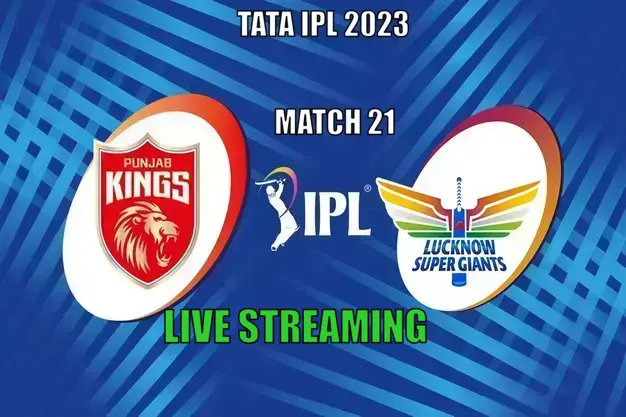 TATA IPL 2023
MATCH 21
PUNJAB
KINGS
IPL®
LUCKNOW
SUPER GIANTS
LIVE STREAMING